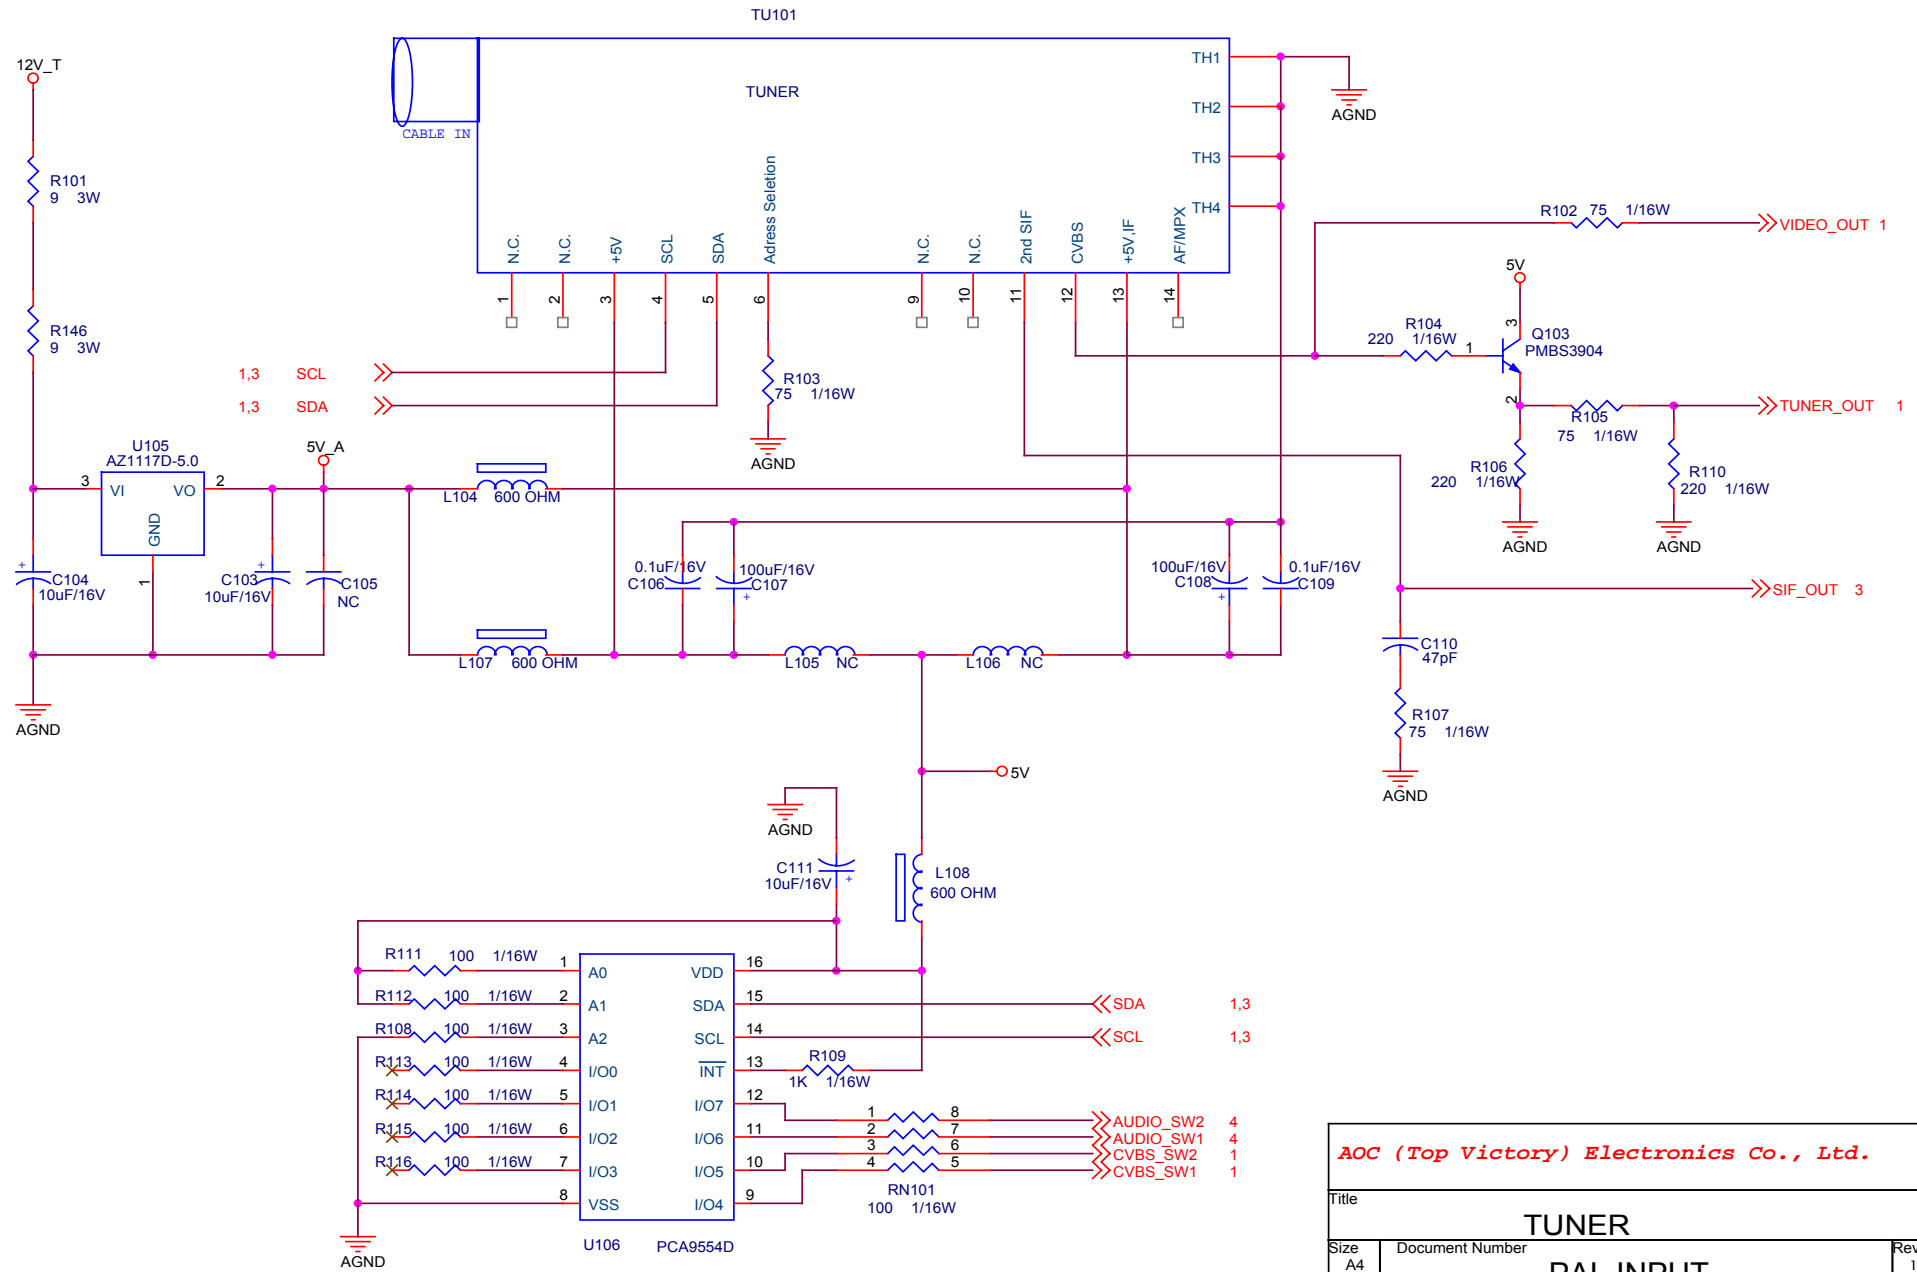 TU101
12V_T
TUNER
CABLE IN
TH1
TH2
TH3
TH4
AGND
N.C.
N.C.
+5V
SCL
SDA
Adress Seletion
N.C.
N.C.
2nd SIF
CVBS
+5V,IF
AF/MPX
1
2
3
4
5
6
9
10
11
12
13
14
R101
9 3W
R146
9 3W
1,3 SCL
1,3 SDA
R103
75 1/16W
AGND
R102 75 1/16W
VIDEO_OUT 1
5V
R104
220 1/16W
1
3
2
Q103
PMBS3904
R105
75 1/16W
TUNER_OUT 1
R106
220 1/16W
R110
220 1/16W
AGND
AGND
U105
AZ1117D-5.0
3 VI
VO 2
GND
1
5V_A
L104 600 OHM
C104
10uF/16V
C103
10uF/16V
C105
NC
AGND
0.1uF/16V
C106
100uF/16V
C107
100uF/16V
C108
0.1uF/16V
C109
L107 600 OHM
L105 NC
L106 NC
SIF_OUT 3
C110
47pF
R107
75 1/16W
AGND
5V
AGND
C111
10uF/16V
L108
600 OHM
R111 100 1/16W 1 A0
R112 100 1/16W 2 A1
R108 100 1/16W 3 A2
R113 100 1/16W 4 I/O0
R114 100 1/16W 5 I/O1
R115 100 1/16W 6 I/O2
R116 100 1/16W 7 I/O3
8 VSS
VDD 16
SDA 15
SCL 14
INT 13
I/O7 12
I/O6 11
I/O5 10
I/O4 9
SDA 1,3
SCL 1,3
R109
1K 1/16W
1 8 AUDIO_SW2 4
2 7 AUDIO_SW1 4
3 6 CVBS_SW2 1
4 5 CVBS_SW1 1
RN101
100 1/16W
U106 PCA9554D
AGND
AOC (Top Victory) Electronics Co., Ltd.
Title
TUNER
Size
A4
Document Number
PAL INPUT
Rev